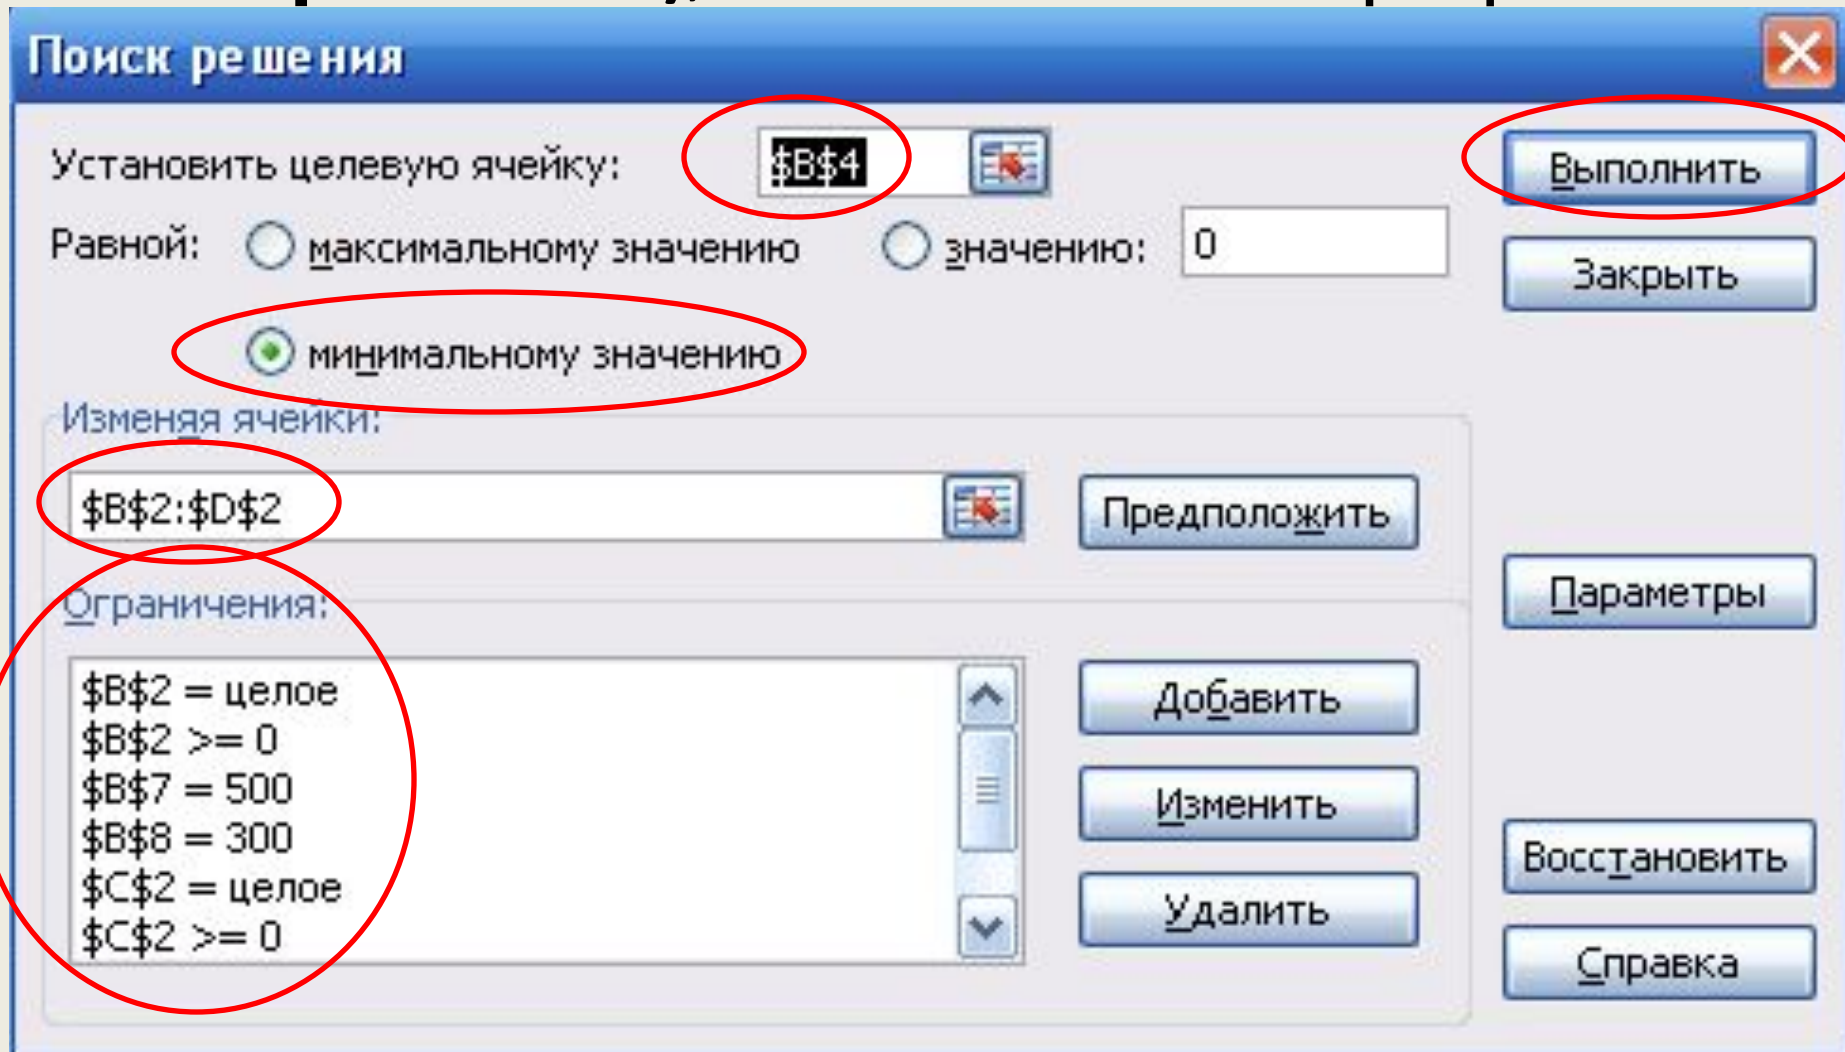 Поиск решения
Установить целевую ячейку: $B$4
Выполнить
Равной: максимальному значению значению: 0
Закрыть
минимальному значению
Изменяя ячейки:
$B$2:$D$2
Предположить
Ограничения:
Параметры
$B$2 = целое
$B$2 >= 0
$B$7 = 500
$B$8 = 300
$C$2 = целое
$C$2 >= 0
Добавить
Изменить
Удалить
Восстановить
Справка